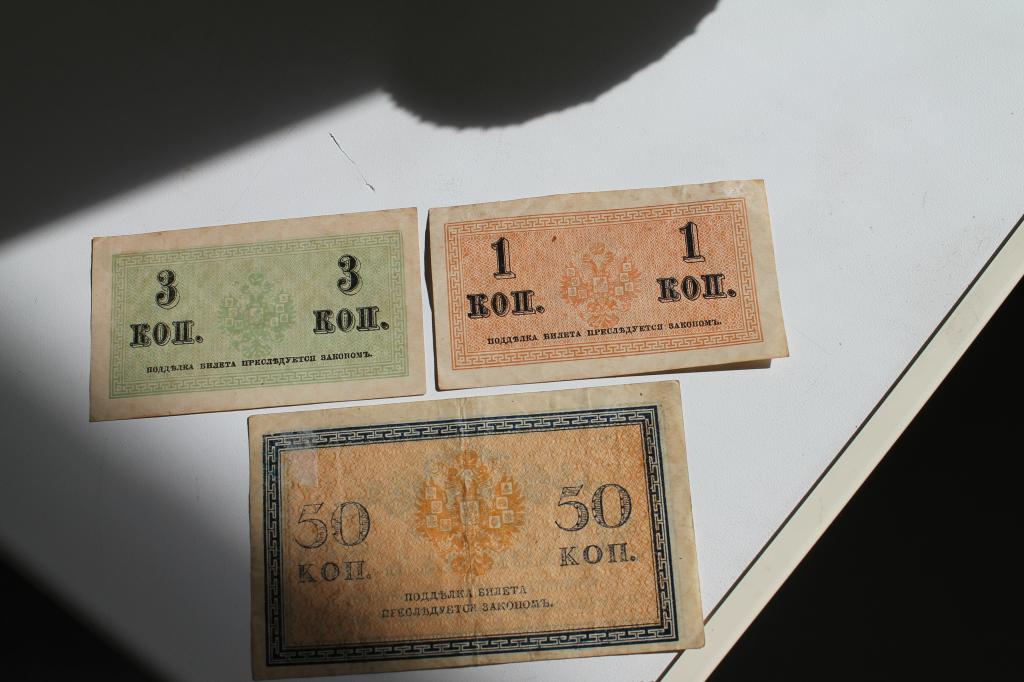 3 3
КОП. КОП.
ПОДДѢЛКА БИЛЕТА ПРЕСЛѢДУЕТСЯ ЗАКОНОМЪ.
1 1
КОП. КОП.
ПОДДѢЛКА БИЛЕТА ПРЕСЛѢДУЕТСЯ ЗАКОНОМЪ.
50 50
КОП. КОП.
ПОДДѢЛКА БИЛЕТА
ПРЕСЛѢДУЕТСЯ ЗАКОНОМЪ.